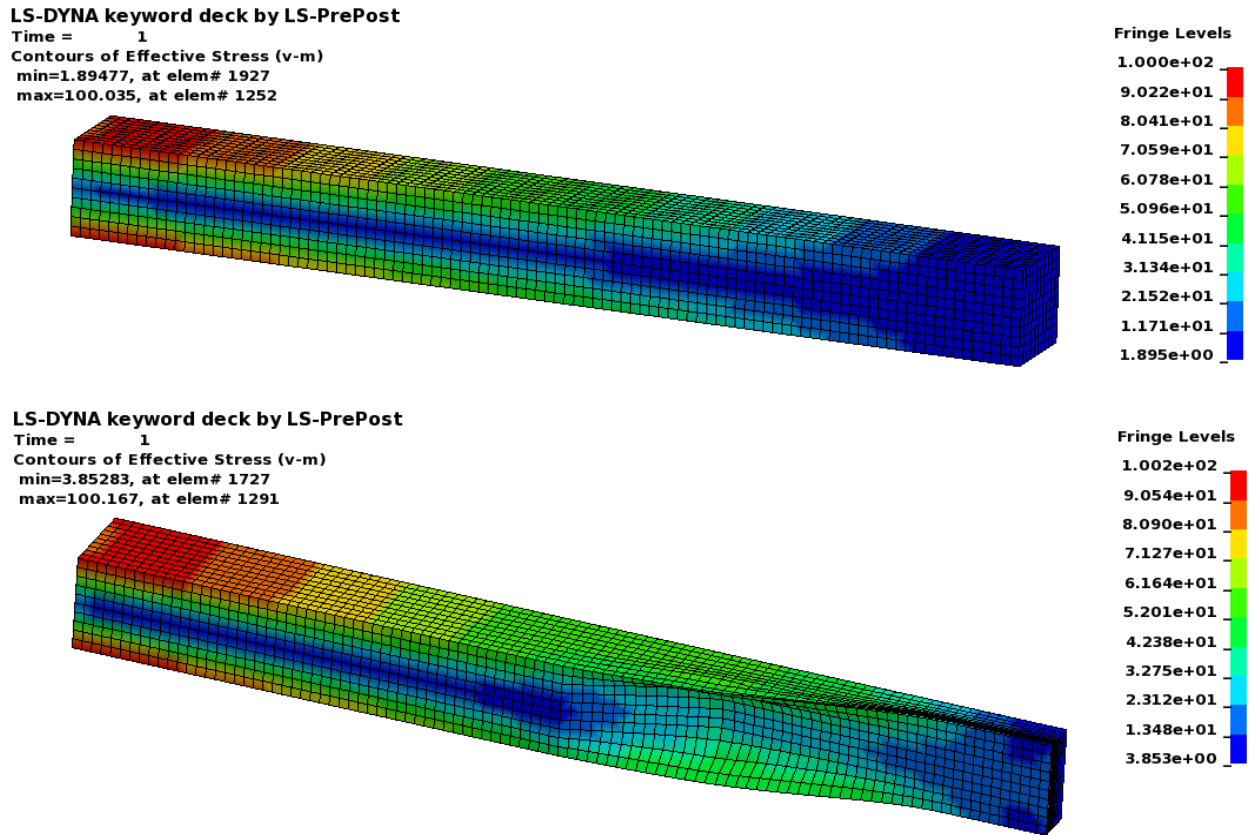 LS-DYNA keyword deck by LS-PrePost
Time = 1
Contours of Effective Stress (v-m)
min=1.89477, at elem# 1927
max=100.035, at elem# 1252
Fringe Levels
1.000e+02
9.022e+01
8.041e+01
7.059e+01
6.078e+01
5.096e+01
4.115e+01
3.134e+01
2.152e+01
1.171e+01
1.895e+00
LS-DYNA keyword deck by LS-PrePost
Time = 1
Contours of Effective Stress (v-m)
min=3.85283, at elem# 1727
max=100.167, at elem# 1291
Fringe Levels
1.002e+02
9.054e+01
8.090e+01
7.127e+01
6.164e+01
5.201e+01
4.238e+01
3.275e+01
2.312e+01
1.348e+01
3.853e+00